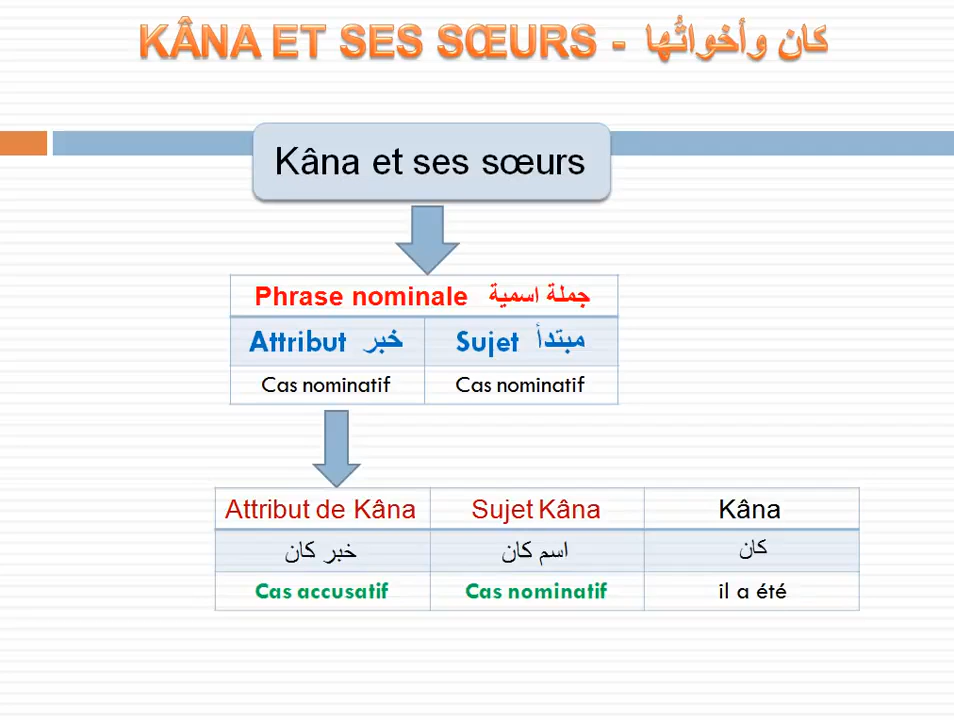 KÂNA ET SES SŒURS - كان وأخواتُها
Kâna et ses sœurs
Phrase nominale جملة اسمية
Attribut خبر Sujet مبتدأ
Cas nominatif Cas nominatif
Attribut de Kâna Sujet Kâna Kâna
خبر كان اسم كان كان
Cas accusatif Cas nominatif il a été